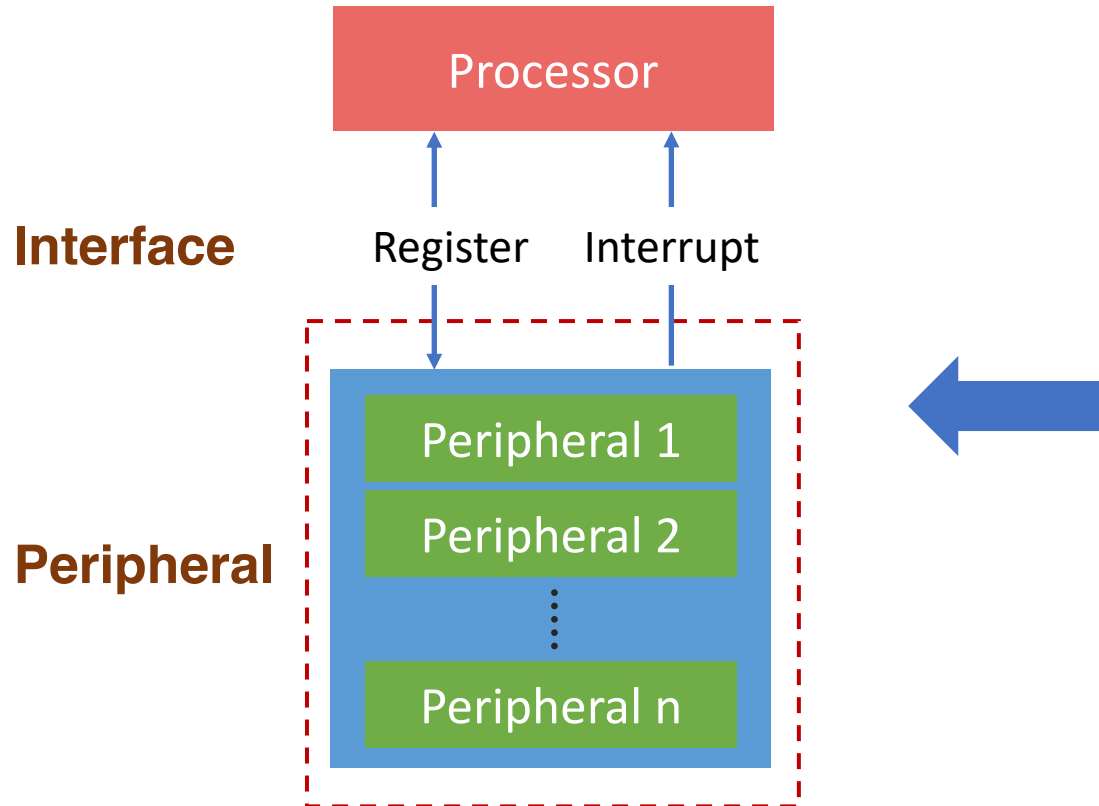 Processor
Interface
Register
Interrupt
Peripheral 1
Peripheral 2
Peripheral
Peripheral n